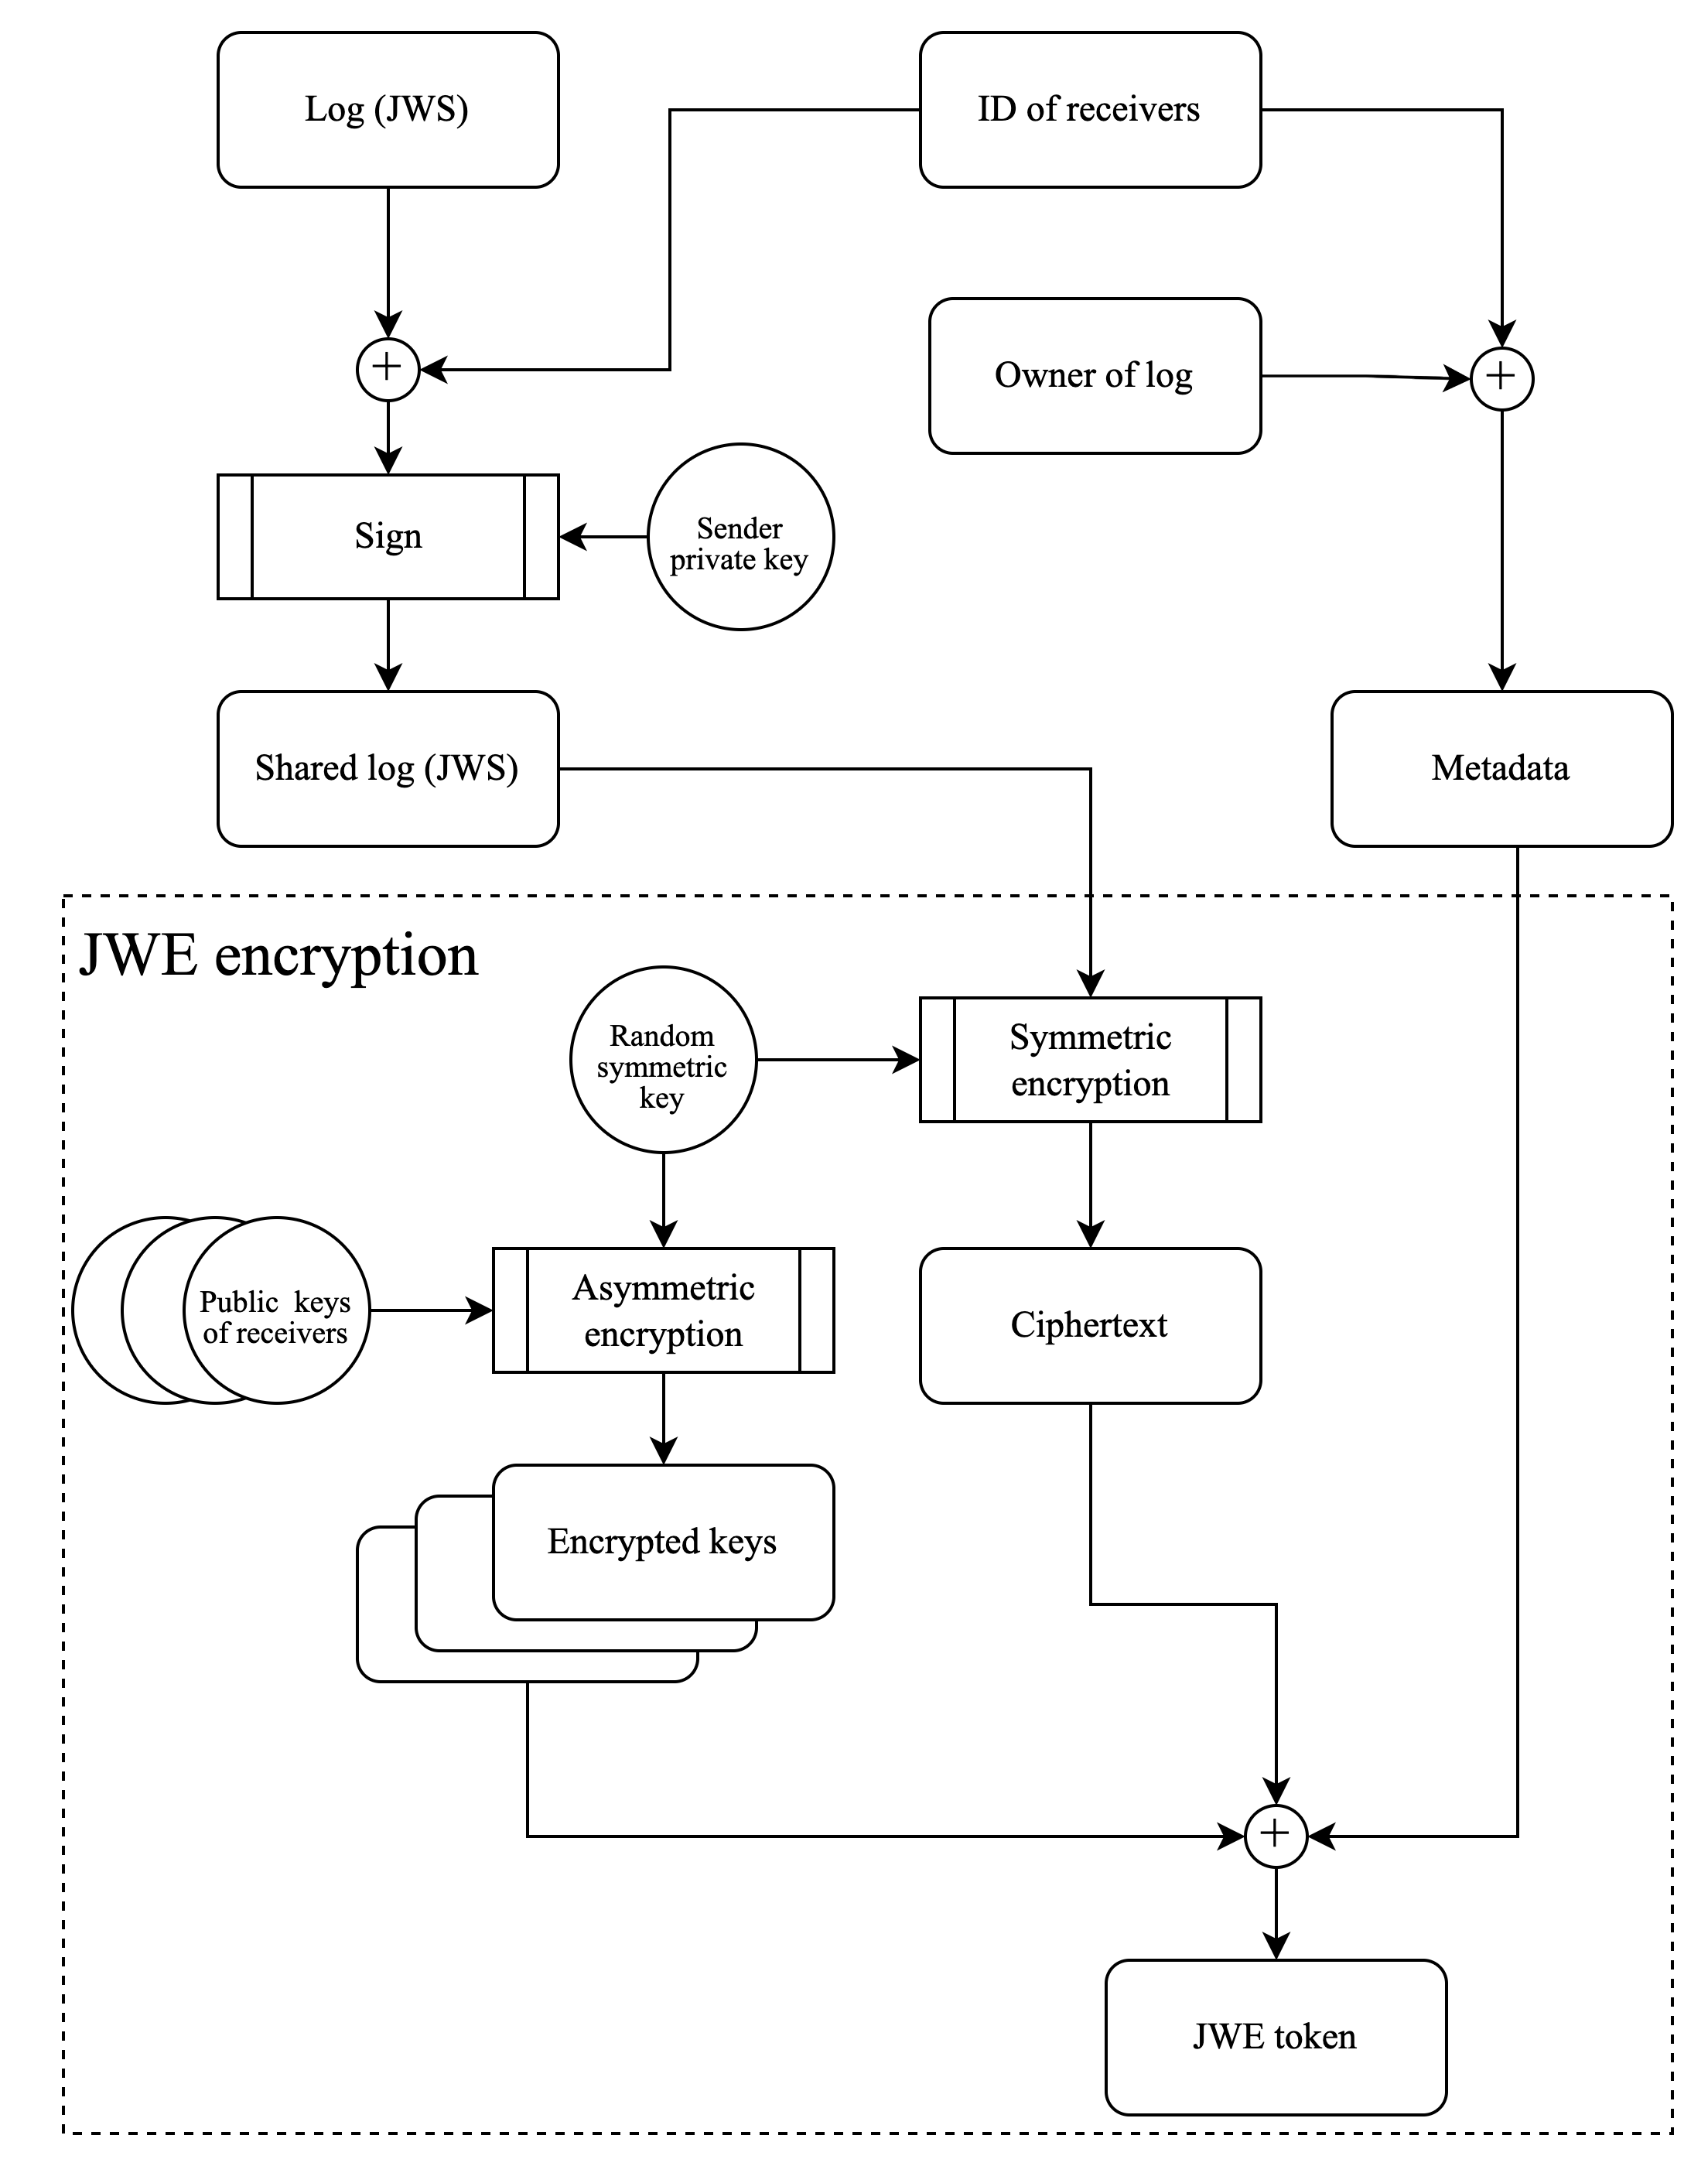 Log (JWS)
ID of receivers
+
Owner of log
+
Sign
Sender
private key
Shared log (JWS)
Metadata
JWE encryption
Random
symmetric
key
Symmetric
encryption
Public  keys
of receivers
Asymmetric
encryption
Ciphertext
Encrypted keys
+
JWE token